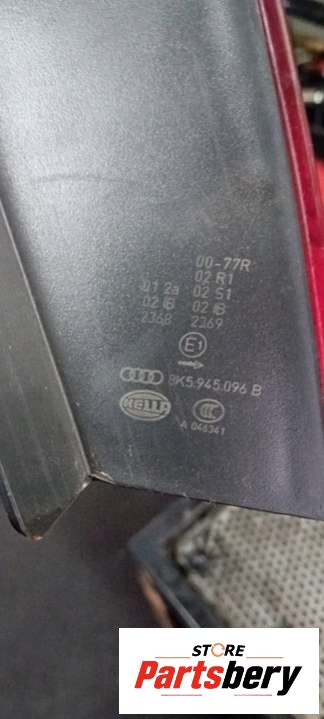 00-77R
02 R1
01 2a 02 S1
02 IB 02 IB
2368 2369
E1
8K5.945.096 B
HELLA CCC
A 046341
STORE
Partsbery